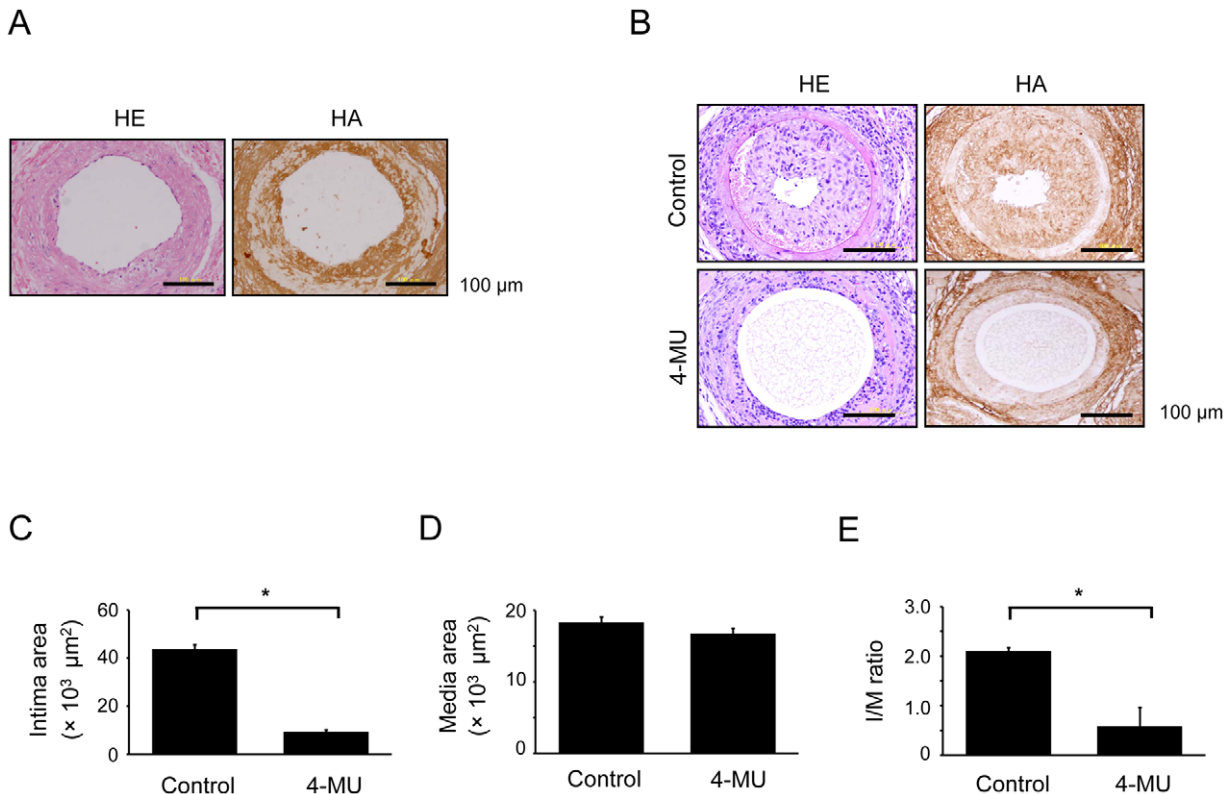 A
B
HE
HA
100 μm
HE
HA
Control
4-MU
100 μm
C
D
E
Intima area
(× 10³ μm²)
60
40
20
0
*
Control
4-MU
Media area
(× 10³ μm²)
20
10
0
Control
4-MU
I/M ratio
3.0
2.0
1.0
0
*
Control
4-MU